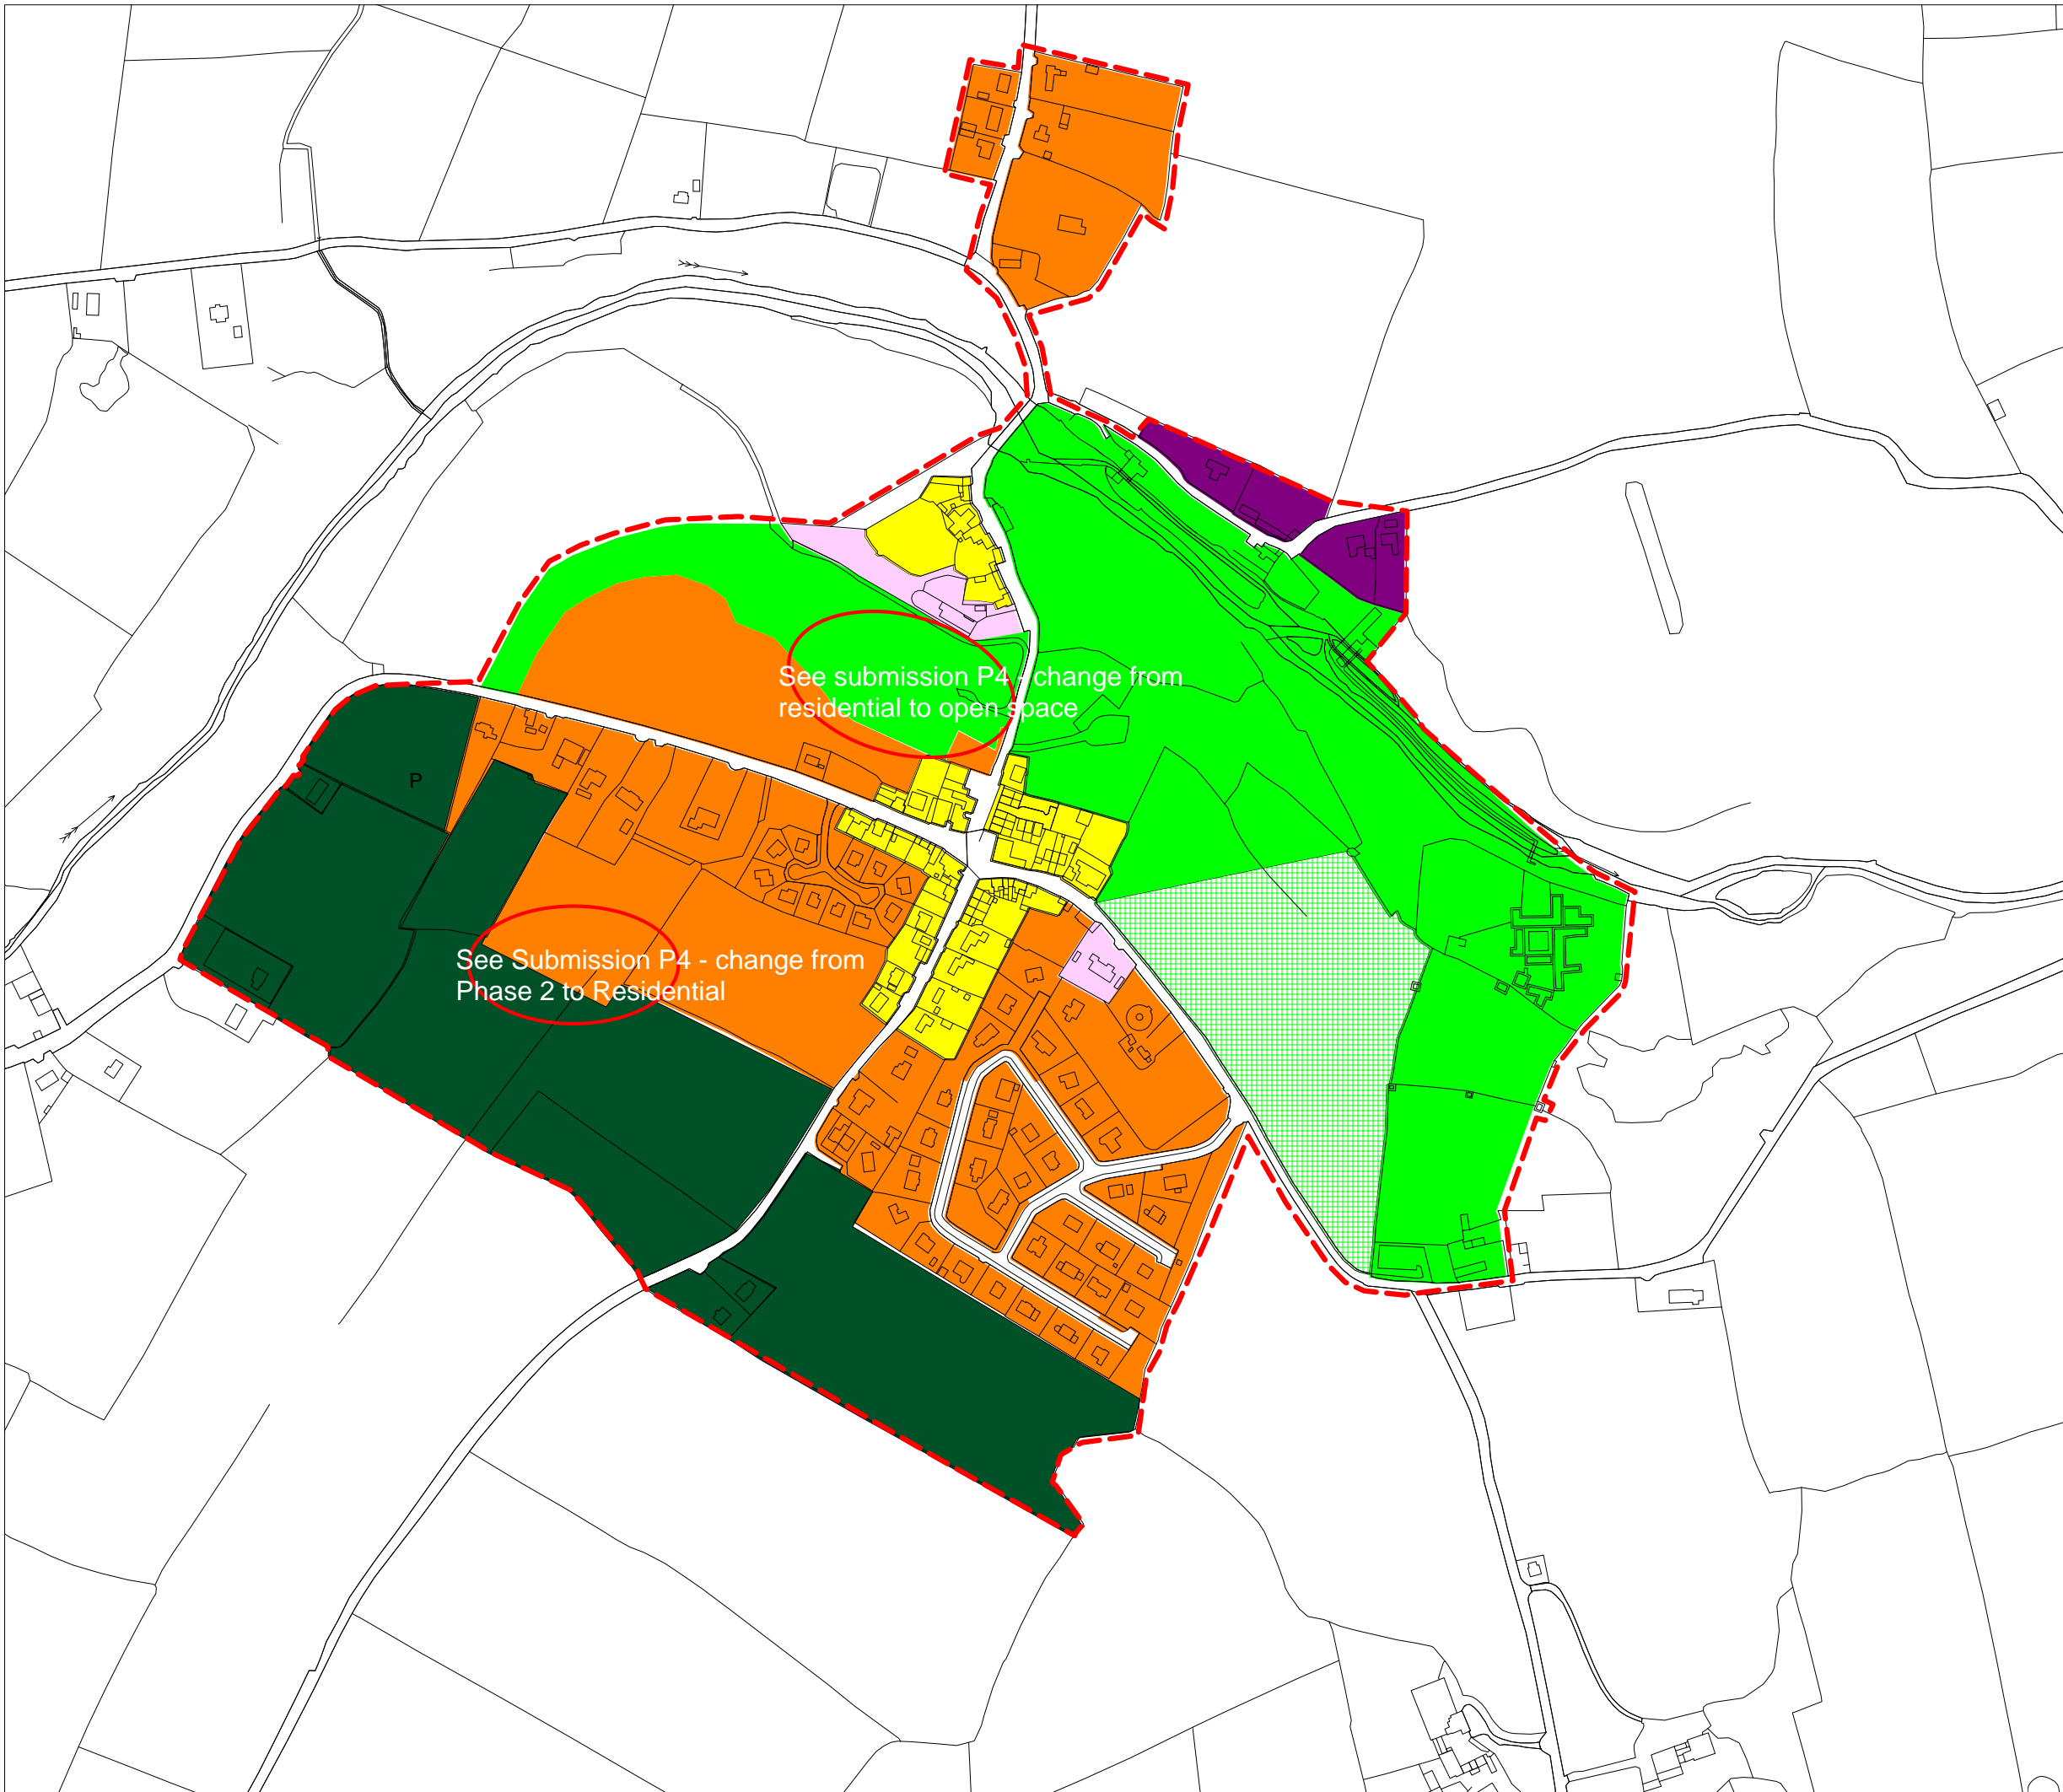 See submission P4 - change from
residential to open space
P
See Submission P4 - change from
Phase 2 to Residential